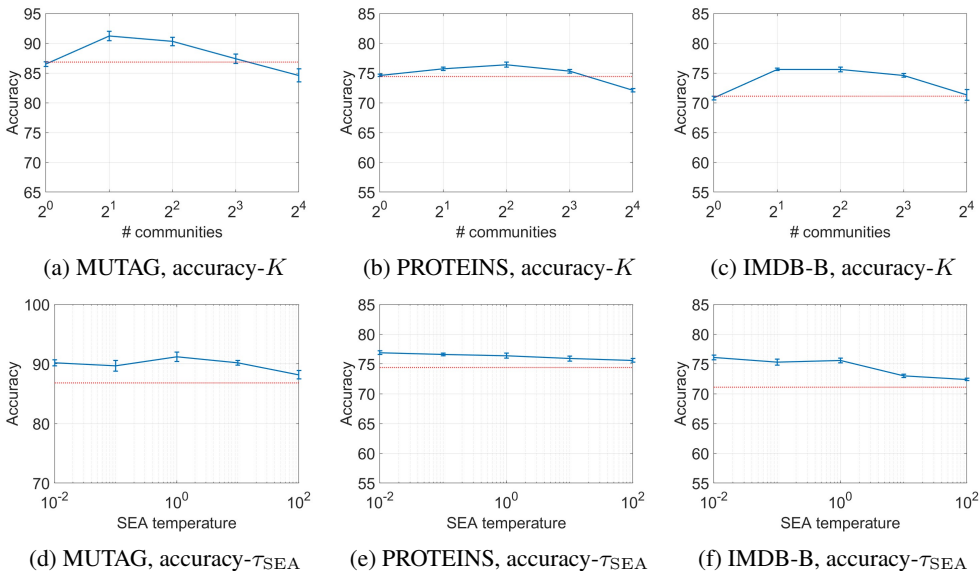 95
90
85
80
75
70
65
Accuracy
2^0 2^1 2^2 2^3 2^4
# communities
(a) MUTAG, accuracy-K
85
80
75
70
65
60
55
Accuracy
2^0 2^1 2^2 2^3 2^4
# communities
(b) PROTEINS, accuracy-K
85
80
75
70
65
60
55
Accuracy
2^0 2^1 2^2 2^3 2^4
# communities
(c) IMDB-B, accuracy-K
100
90
80
70
Accuracy
10^-2 10^0 10^2
SEA temperature
(d) MUTAG, accuracy-τ_SEA
85
80
75
70
65
60
55
Accuracy
10^-2 10^0 10^2
SEA temperature
(e) PROTEINS, accuracy-τ_SEA
85
80
75
70
65
60
55
Accuracy
10^-2 10^0 10^2
SEA temperature
(f) IMDB-B, accuracy-τ_SEA